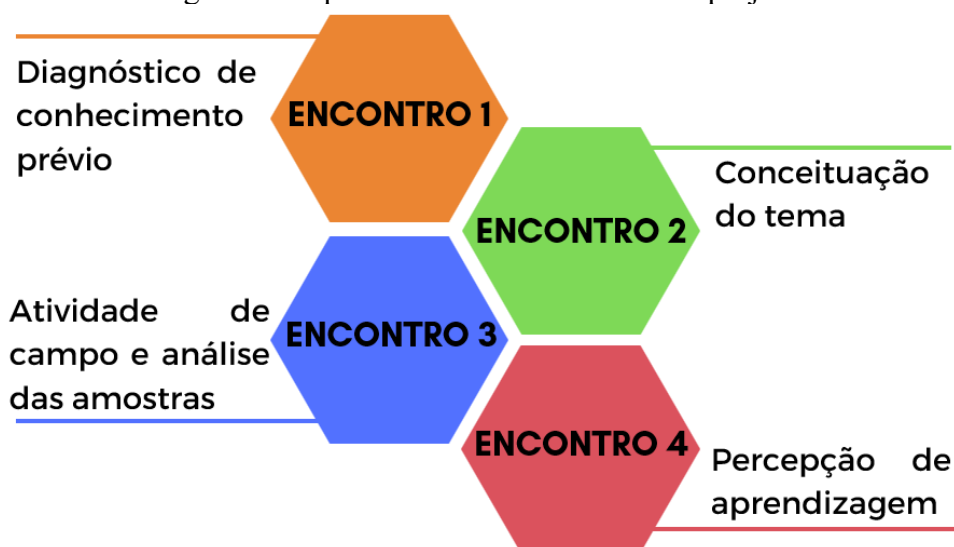 Diagnóstico de
conhecimento
prévio
ENCONTRO 1
ENCONTRO 2
Conceituação
do tema
Atividade de
campo e análise
das amostras
ENCONTRO 3
ENCONTRO 4
Percepção de
aprendizagem